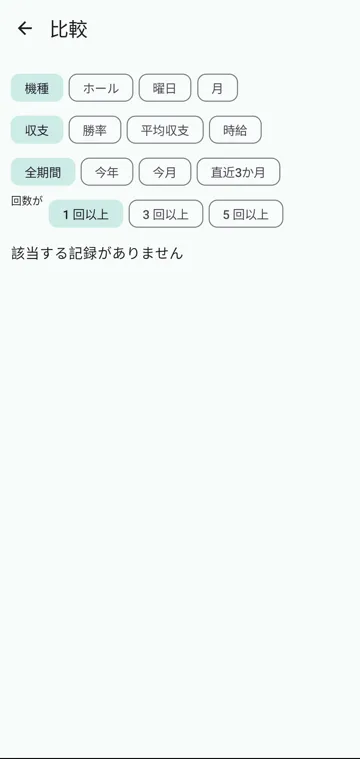 比較
機種 ホール 曜日 月
収支 勝率 平均収支 時給
全期間 今年 今月 直近3か月
回数が 1 回以上 3 回以上 5 回以上
該当する記録がありません